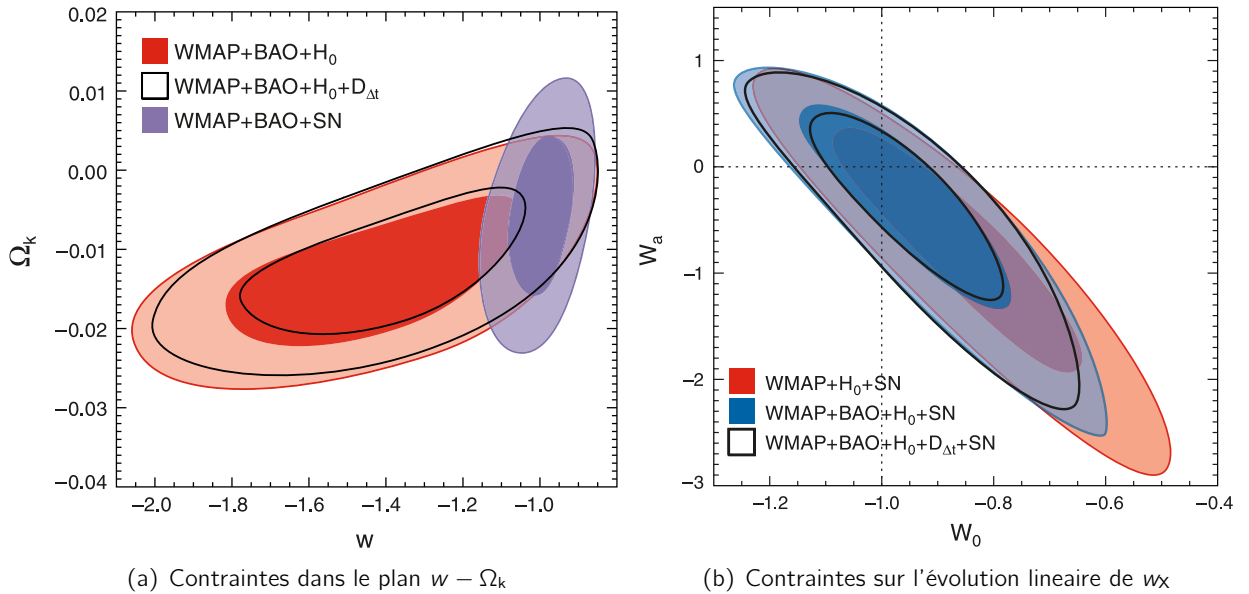 0.02
0.01
0.00
−0.01
−0.02
−0.03
−0.04
Ωk
WMAP+BAO+H0
WMAP+BAO+H0+DΔt
WMAP+BAO+SN
−2.0 −1.8 −1.6 −1.4 −1.2 −1.0
w
(a) Contraintes dans le plan w − Ωk
1
0
−1
−2
−3
Wa
WMAP+H0+SN
WMAP+BAO+H0+SN
WMAP+BAO+H0+DΔt+SN
−1.2 −1.0 −0.8 −0.6 −0.4
W0
(b) Contraintes sur l'évolution lineaire de wX